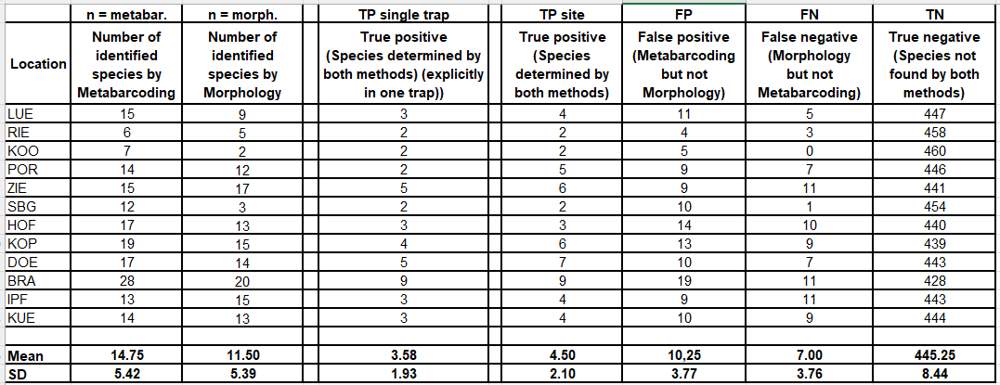 n = metabar. n = morph. TP single trap TP site FP FN TN
Location Number of identified species by Metabarcoding Number of identified species by Morphology True positive (Species determined by both methods) (explicitly in one trap)) True positive (Species determined by both methods) False positive (Metabarcoding but not Morphology) False negative (Morphology but not Metabarcoding) True negative (Species not found by both methods)
LUE 15 9 3 4 11 5 447
RIE 6 5 2 2 4 3 458
KOO 7 2 2 2 5 0 460
POR 14 12 2 5 9 7 446
ZIE 15 17 5 6 9 11 441
SBG 12 3 2 2 10 1 454
HOF 17 13 3 3 14 10 440
KOP 19 15 4 6 13 9 439
DOE 17 14 5 7 10 7 443
BRA 28 20 9 9 19 11 428
IPF 13 15 3 4 9 11 443
KUE 14 13 3 4 10 9 444
Mean 14.75 11.50 3.58 4.50 10,25 7.00 445.25
SD 5.42 5.39 1.93 2.10 3.77 3.76 8.44